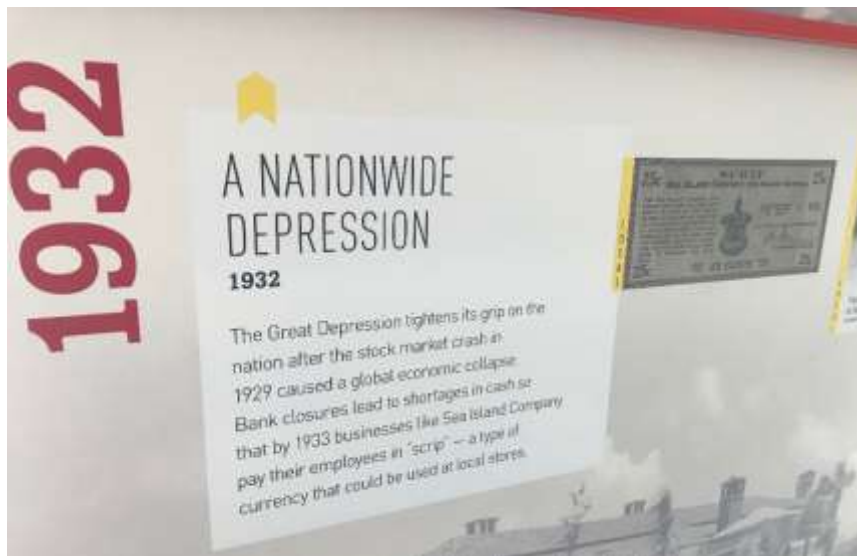 1932
A NATIONWIDE
DEPRESSION
1932
The Great Depression tightens its grip on the
nation after the stock market crash in
1929 caused a global economic collapse.
Bank closures lead to shortages in cash so
that by 1933 businesses like Sea Island Company
pay their employees in "scrip" — a type of
currency that could be used at local stores.
25c
25c